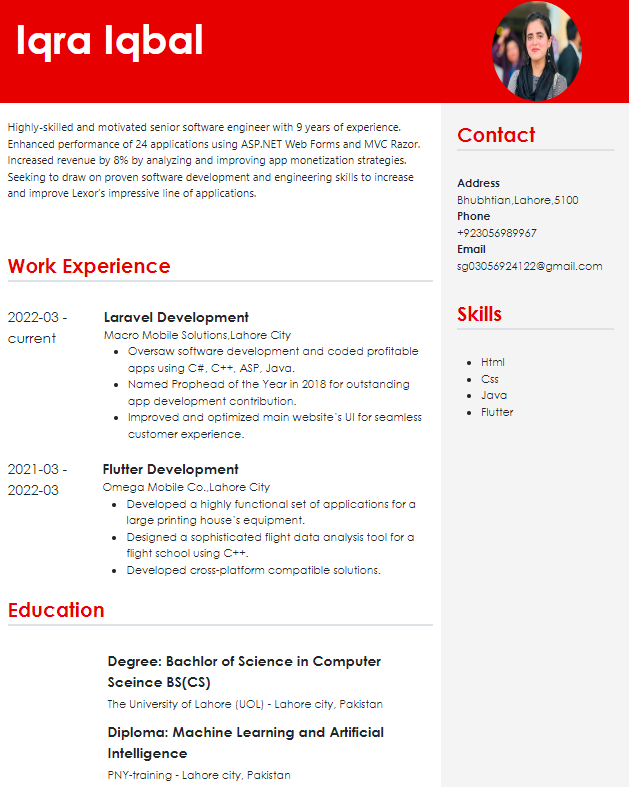 Iqra Iqbal
Highly-skilled and motivated senior software engineer with 9 years of experience.
Enhanced performance of 24 applications using ASP.NET Web Forms and MVC Razor.
Increased revenue by 8% by analyzing and improving app monetization strategies.
Seeking to draw on proven software development and engineering skills to increase
and improve Lexor's impressive line of applications.
Work Experience
2022-03 -
current
Laravel Development
Macro Mobile Solutions,Lahore City
• Oversaw software development and coded profitable
apps using C#, C++, ASP, Java.
• Named Prophead of the Year in 2018 for outstanding
app development contribution.
• Improved and optimized main website´s UI for seamless
customer experience.
2021-03 -
2022-03
Flutter Development
Omega Mobile Co.,Lahore City
• Developed a highly functional set of applications for a
large printing house´s equipment.
• Designed a sophisticated flight data analysis tool for a
flight school using C++.
• Developed cross-platform compatible solutions.
Education
Degree: Bachlor of Science in Computer
Sceince BS(CS)
The University of Lahore (UOL) - Lahore city, Pakistan
Diploma: Machine Learning and Artificial
Intelligence
PNY-training - Lahore city, Pakistan
Contact
Address
Bhubhtian,Lahore,5100
Phone
+923056989967
Email
sg03056924122@gmail.com
Skills
• Html
• Css
• Java
• Flutter